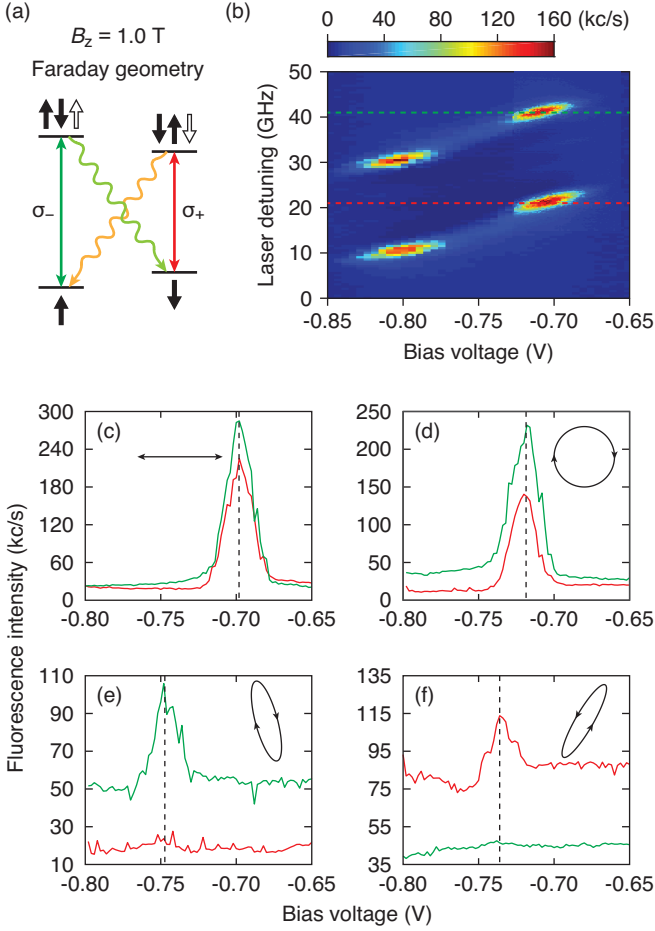 (a)
B_z = 1.0 T
Faraday geometry
σ−
σ+
(b)
0 40 80 120 160 (kc/s)
Laser detuning (GHz)
50
40
30
20
10
0
-0.85 -0.80 -0.75 -0.70 -0.65
Bias voltage (V)
Fluorescence intensity (kc/s)
(c)
300
240
180
120
60
0
-0.80 -0.75 -0.70 -0.65
(d)
250
200
150
100
50
0
-0.80 -0.75 -0.70 -0.65
(e)
110
90
70
50
30
10
-0.80 -0.75 -0.70 -0.65
Bias voltage (V)
(f)
135
115
95
75
55
35
-0.80 -0.75 -0.70 -0.65
Bias voltage (V)